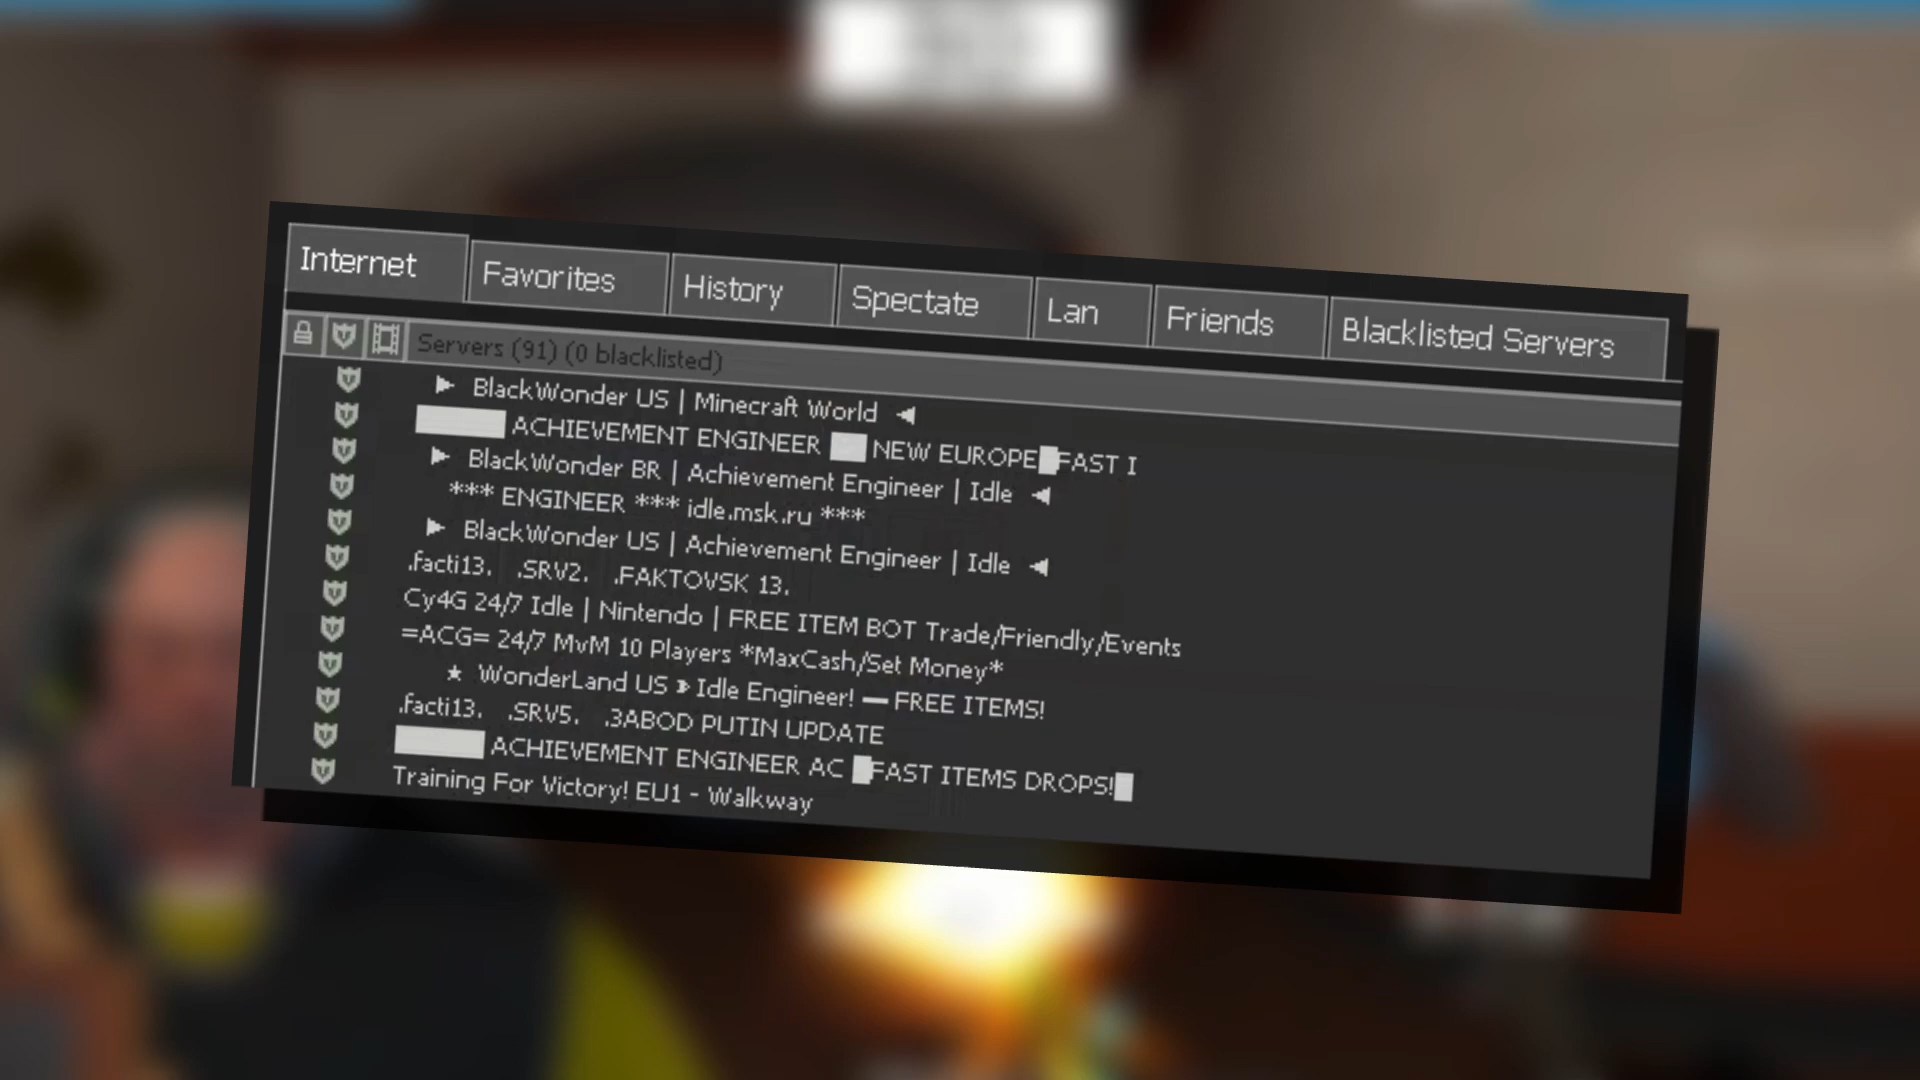 Internet Favorites History Spectate Lan Friends Blacklisted Servers
Servers (91) (0 blacklisted)
► BlackWonder US | Minecraft World ◄
ACHIEVEMENT ENGINEER NEW EUROPE FAST I
► BlackWonder BR | Achievement Engineer | Idle ◄
*** ENGINEER *** idle.msk.ru ***
► BlackWonder US | Achievement Engineer | Idle ◄
.facti13. .SRV2. .FAKTOVSK 13.
Cy4G 24/7 Idle | Nintendo | FREE ITEM BOT Trade/Friendly/Events
=ACG= 24/7 MvM 10 Players *MaxCash/Set Money*
★ WonderLand US Idle Engineer! — FREE ITEMS!
.facti13. .SRV5. .3ABOD PUTIN UPDATE
ACHIEVEMENT ENGINEER AC FAST ITEMS DROPS!
Training For Victory! EU1 - Walkway